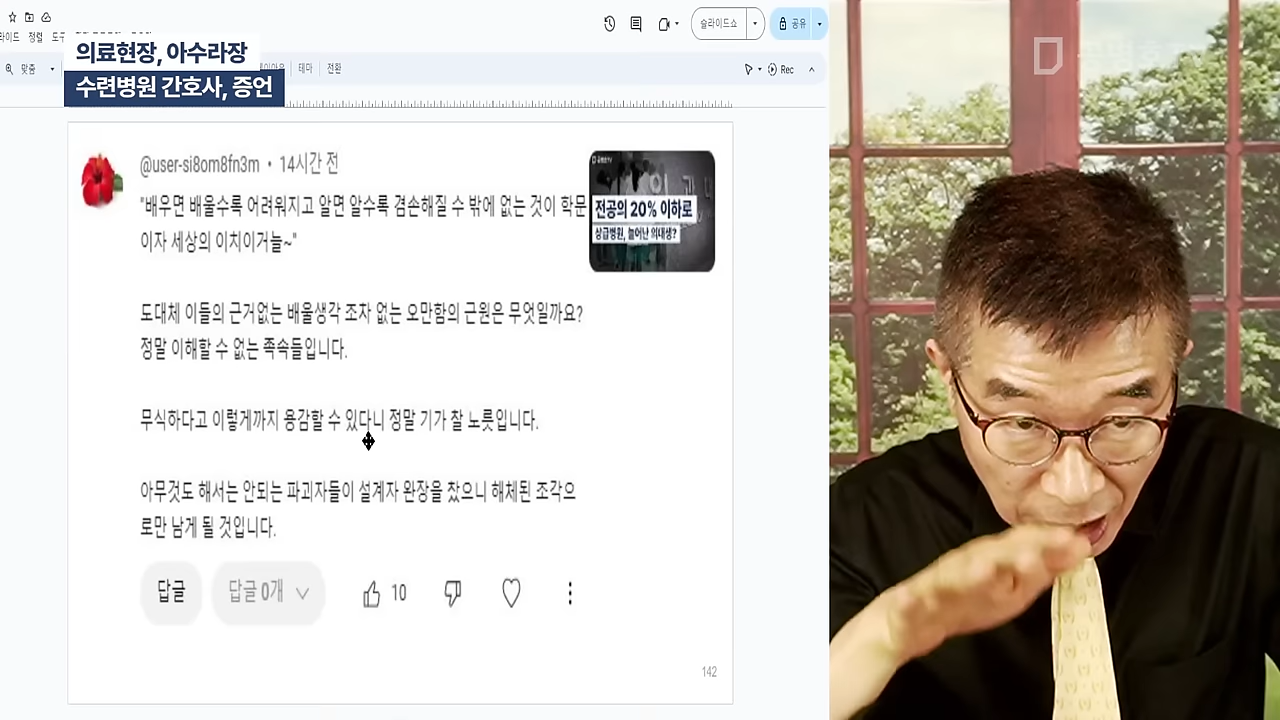 슬라이드쇼
공유
의료현장, 아수라장
수련병원 간호사, 증언
맞춤
테마
전환
Rec
@user-si8om8fn3m • 14시간 전
"배우면 배울수록 어려워지고 알면 알수록 겸손해질 수 밖에 없는 것이 학문
이자 세상의 이치이거늘~"
전공의 20% 이하로
상급병원, 늘어난 의대생?
도대체 이들의 근거없는 배울생각 조차 없는 오만함의 근원은 무엇일까요?
정말 이해할 수 없는 족속들입니다.
무식하다고 이렇게까지 용감할 수 있다니 정말 기가 찰 노릇입니다.
아무것도 해서는 안되는 파괴자들이 설계자 완장을 찼으니 해체된 조각으
로만 남게 될 것입니다.
답글
답글 0개
10
142